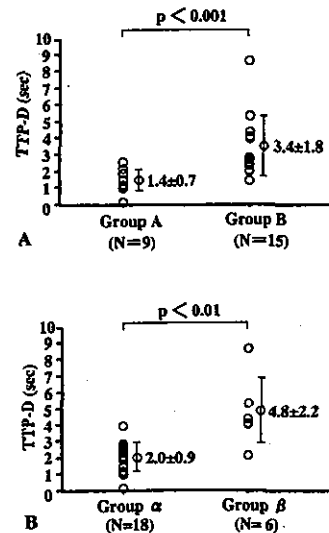 p < 0.001
TTP-D (sec)
10
9
8
7
6
5
4
3
2
1
0
1.4±0.7
3.4±1.8
Group A
Group B
A
(N=9)
(N=15)
p < 0.01
TTP-D (sec)
10
9
8
6
5
4
3
2
1
0
2.0±0.9
4.8±2.2
Group α
Group β
B
(N=18)
(N=6)